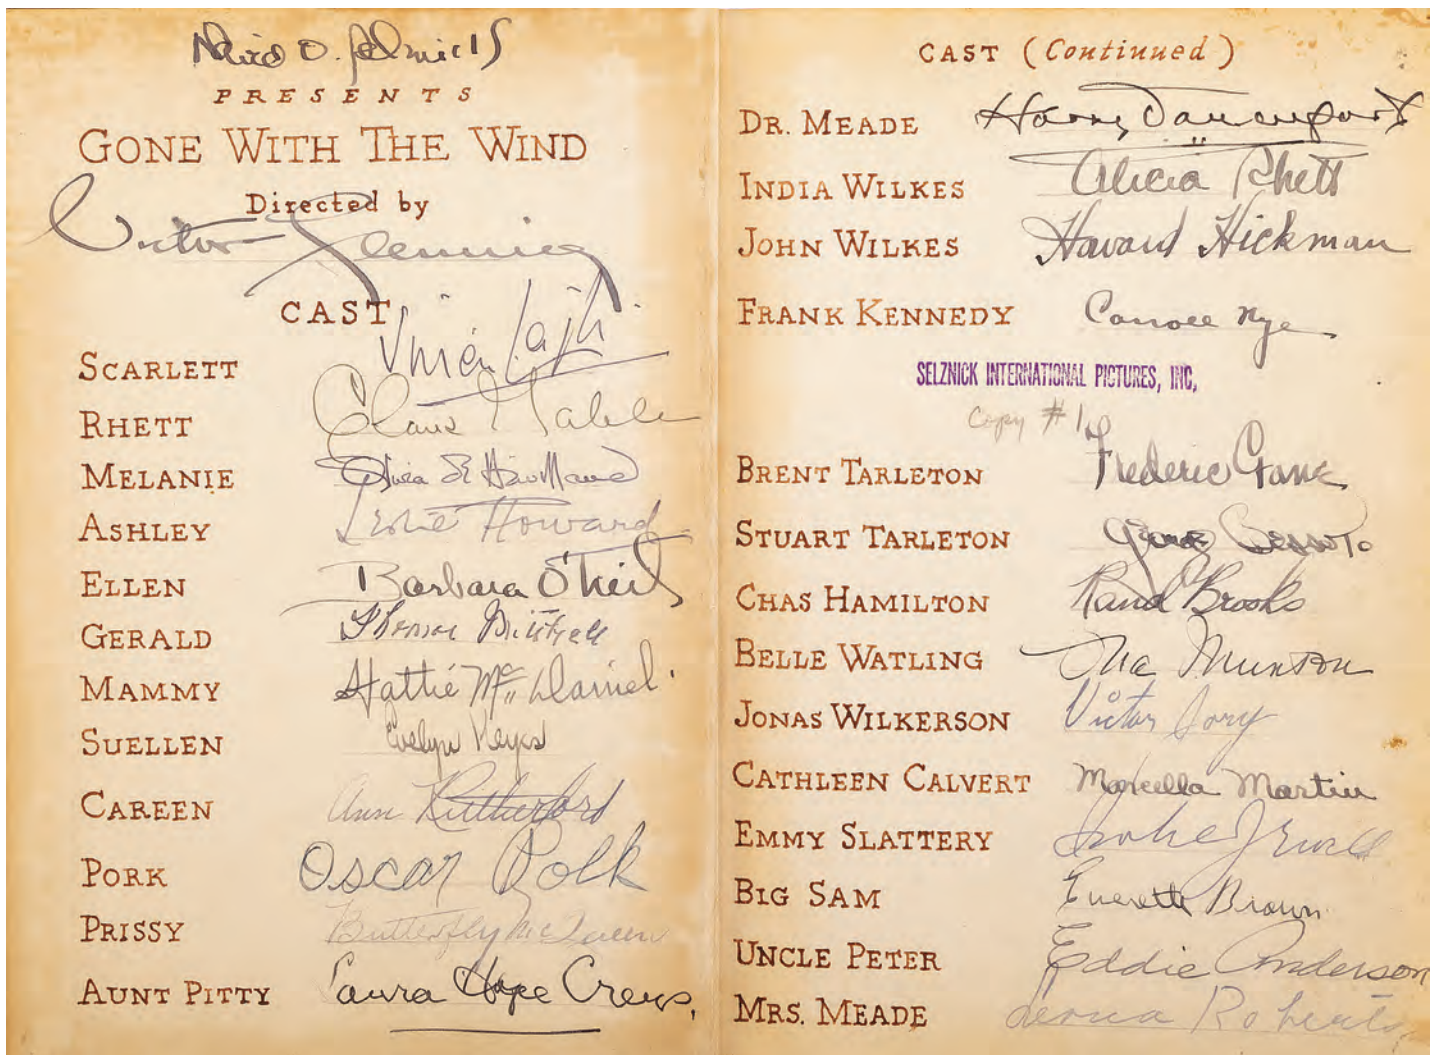 David O. Selznick
PRESENTS
GONE WITH THE WIND
Directed by
Victor Fleming
CAST
SCARLETT Vivien Leigh
RHETT Clark Gable
MELANIE Olivia de Havilland
ASHLEY Leslie Howard
ELLEN Barbara O'Neil
GERALD Thomas Mitchell
MAMMY Hattie McDaniel.
SUELLEN Evelyn Keyes
CAREEN Ann Rutherford
PORK Oscar Polk
PRISSY Butterfly McQueen
AUNT PITTY Laura Hope Crews.
CAST (Continued)
DR. MEADE Harry Davenport
INDIA WILKES Alicia Rhett
JOHN WILKES Howard Hickman
FRANK KENNEDY Carroll Nye
SELZNICK INTERNATIONAL PICTURES, INC.
Copy #1
BRENT TARLETON Frederic Crane
STUART TARLETON George Bessolo
CHAS HAMILTON Rand Brooks
BELLE WATLING Ona Munson
JONAS WILKERSON Victor Jory
CATHLEEN CALVERT Marcella Martin
EMMY SLATTERY Isabel Jewell
BIG SAM Everett Brown
UNCLE PETER Eddie Anderson
MRS. MEADE Leona Roberts